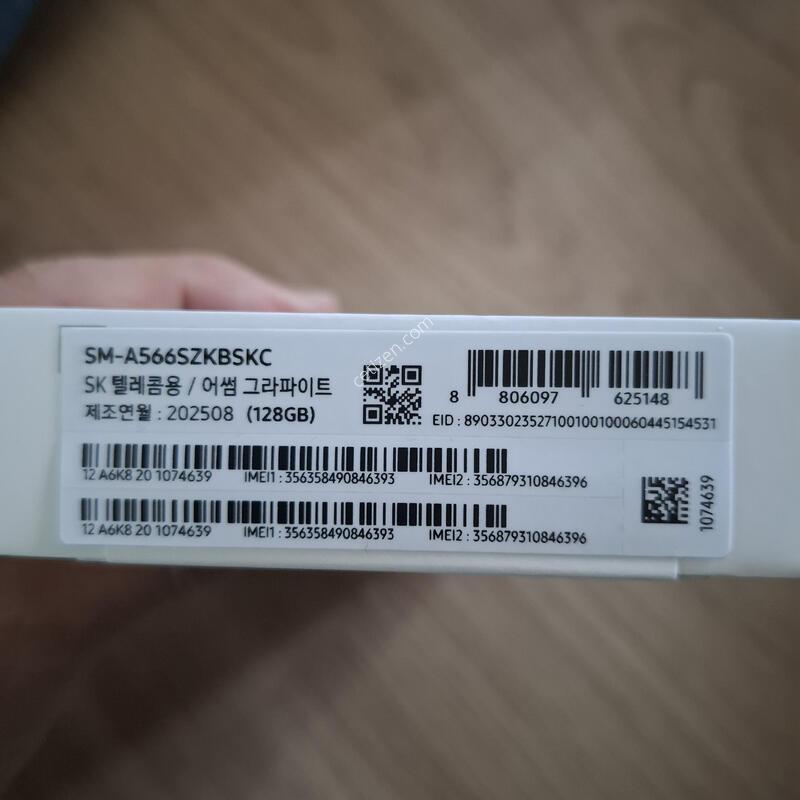 SM-A566SZKBSKC
SK 텔레콤용 / 어썸 그라파이트
제조연월 : 202508 (128GB)
cetizen.com
8 806097 625148
EID : 89033023527100100100060445154531
12 A6K8 20 1074639 IMEI1 : 356358490846393 IMEI2 : 356879310846396
12 A6K8 20 1074639 IMEI1 : 356358490846393 IMEI2 : 356879310846396
1074639